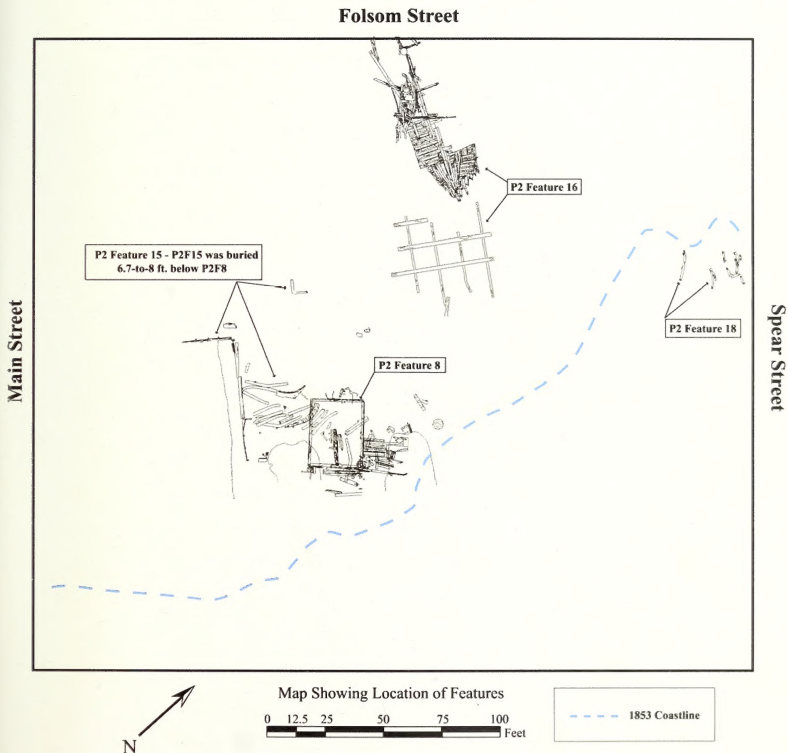 Folsom Street
P2 Feature 16
P2 Feature 15 - P2F15 was buried
6.7-to-8 ft. below P2F8
Main Street
Spear Street
P2 Feature 18
P2 Feature 8
N
Map Showing Location of Features
0 12.5 25 50 75 100
Feet
1853 Coastline